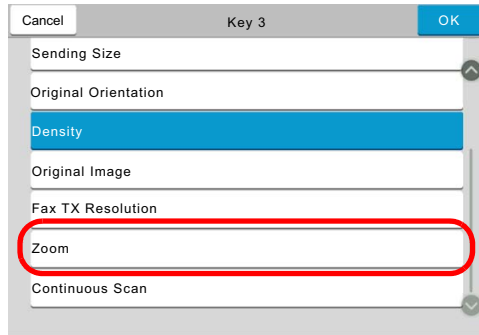 Cancel Key 3 OK
Sending Size
Original Orientation
Density
Original Image
Fax TX Resolution
Zoom
Continuous Scan